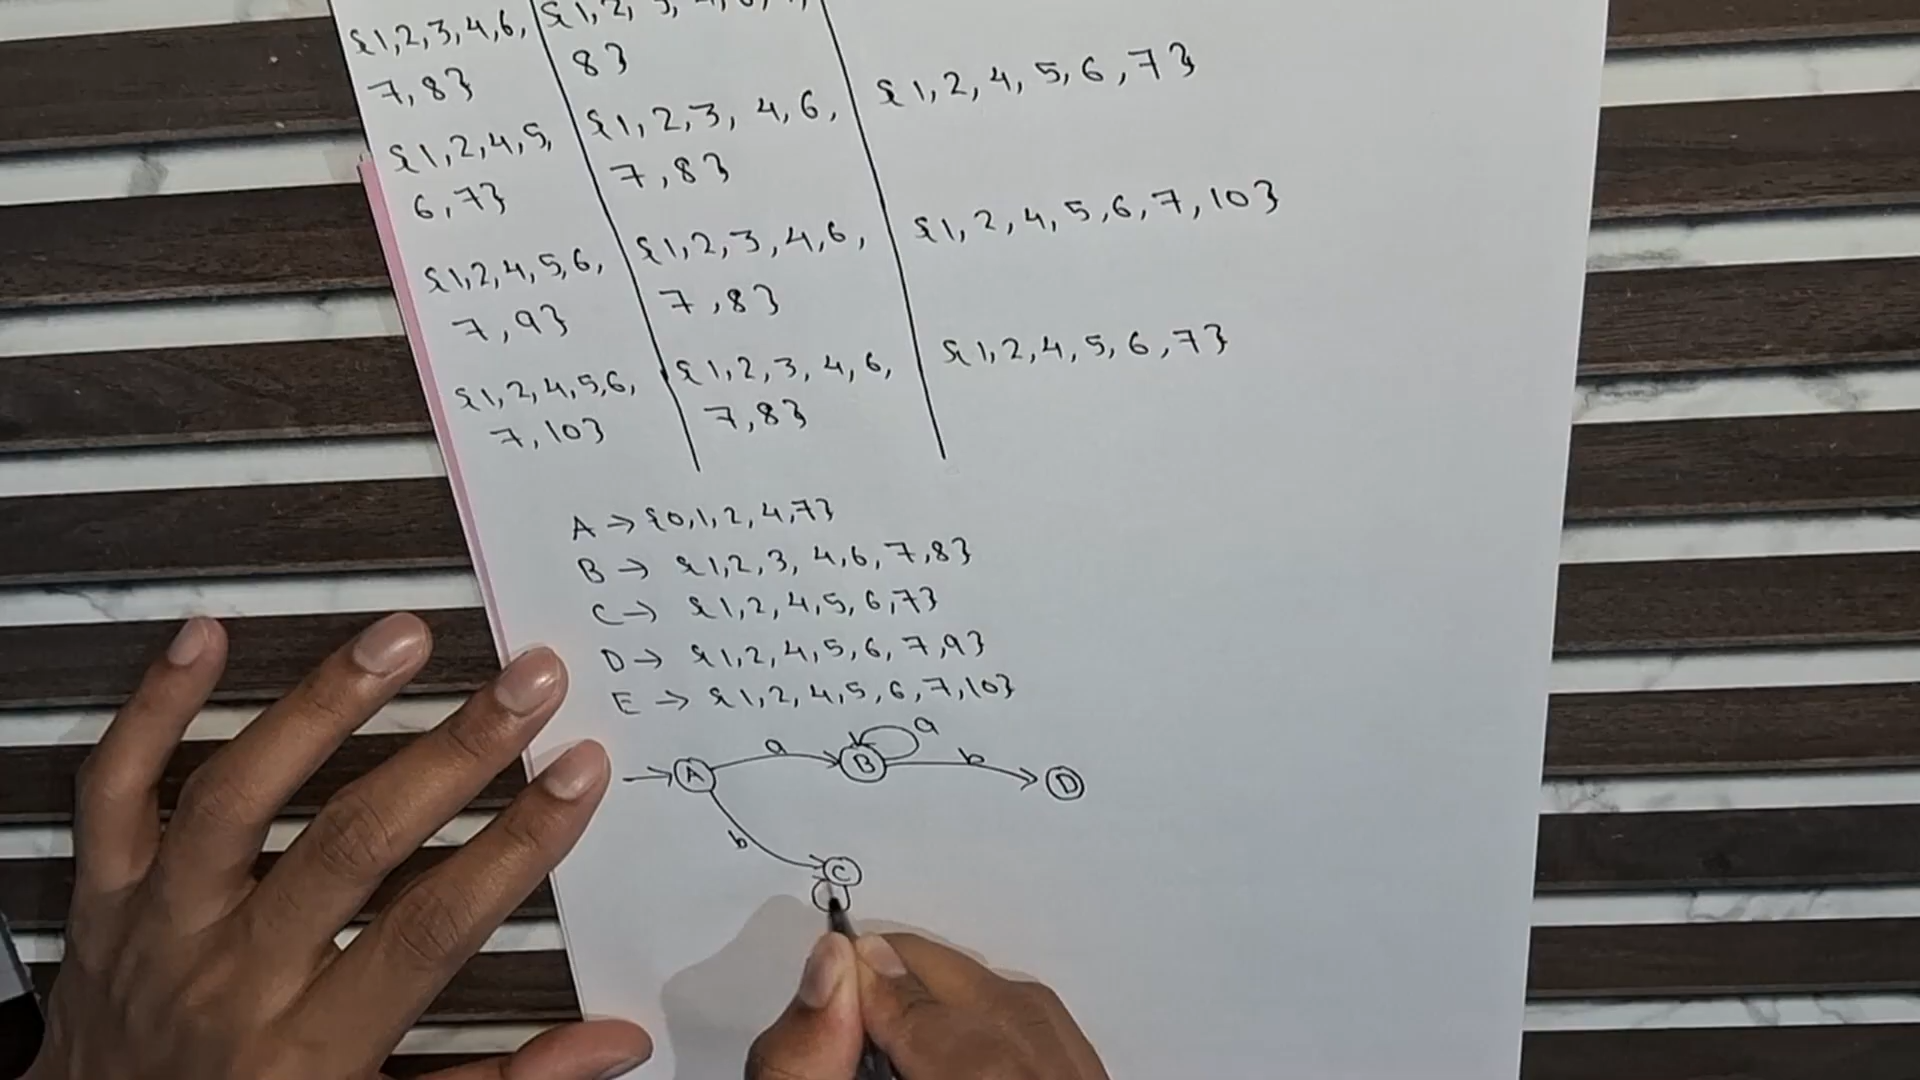 {1,2,3,4,6,
7,8}
8}
{1,2,4,5,
6,7}
{1,2,3,4,6,
7,8}
{1,2,4,5,6,7}
{1,2,4,5,6,
7,9}
{1,2,3,4,6,
7,8}
{1,2,4,5,6,7,10}
{1,2,4,5,6,
7,10}
{1,2,3,4,6,
7,8}
{1,2,4,5,6,7}
A → {0,1,2,4,7}
B → {1,2,3,4,6,7,8}
C → {1,2,4,5,6,7}
D → {1,2,4,5,6,7,9}
E → {1,2,4,5,6,7,10}
a
a
b
A
B
D
b
C